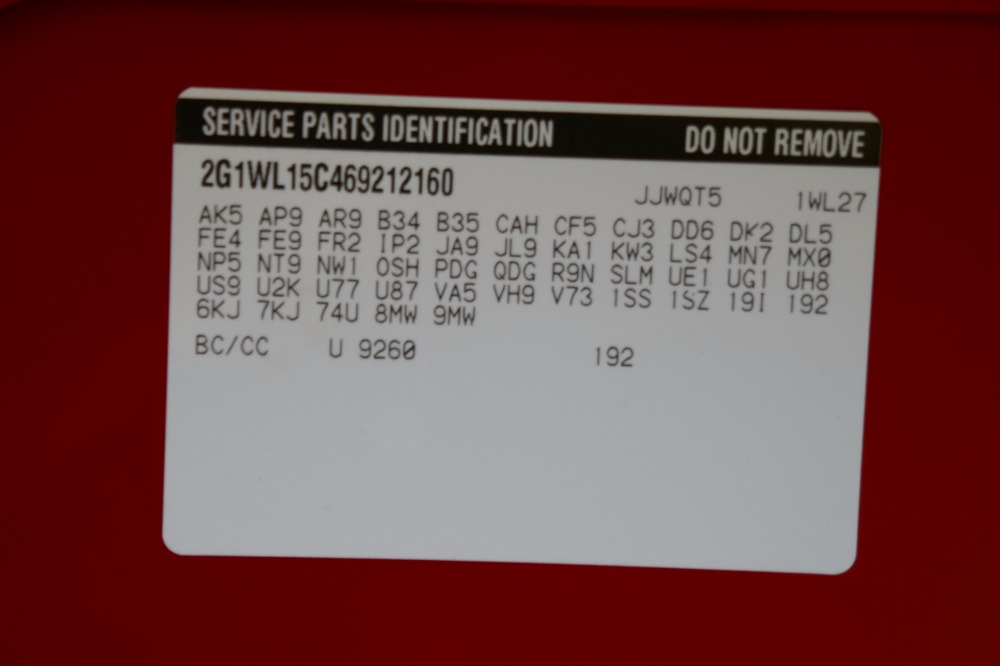 SERVICE PARTS IDENTIFICATION DO NOT REMOVE
2G1WL15C469212160 JJWQT5 1WL27
AK5 AP9 AR9 B34 B35 CAH CF5 CJ3 DD6 DK2 DL5
FE4 FE9 FR2 IP2 JA9 JL9 KA1 KW3 LS4 MN7 MX0
NP5 NT9 NW1 OSH PDG QDG R9N SLM UE1 UG1 UH8
US9 U2K U77 U87 VA5 VH9 V73 1SS 1SZ 19I 192
6KJ 7KJ 74U 8MW 9MW
BC/CC U 9260 192